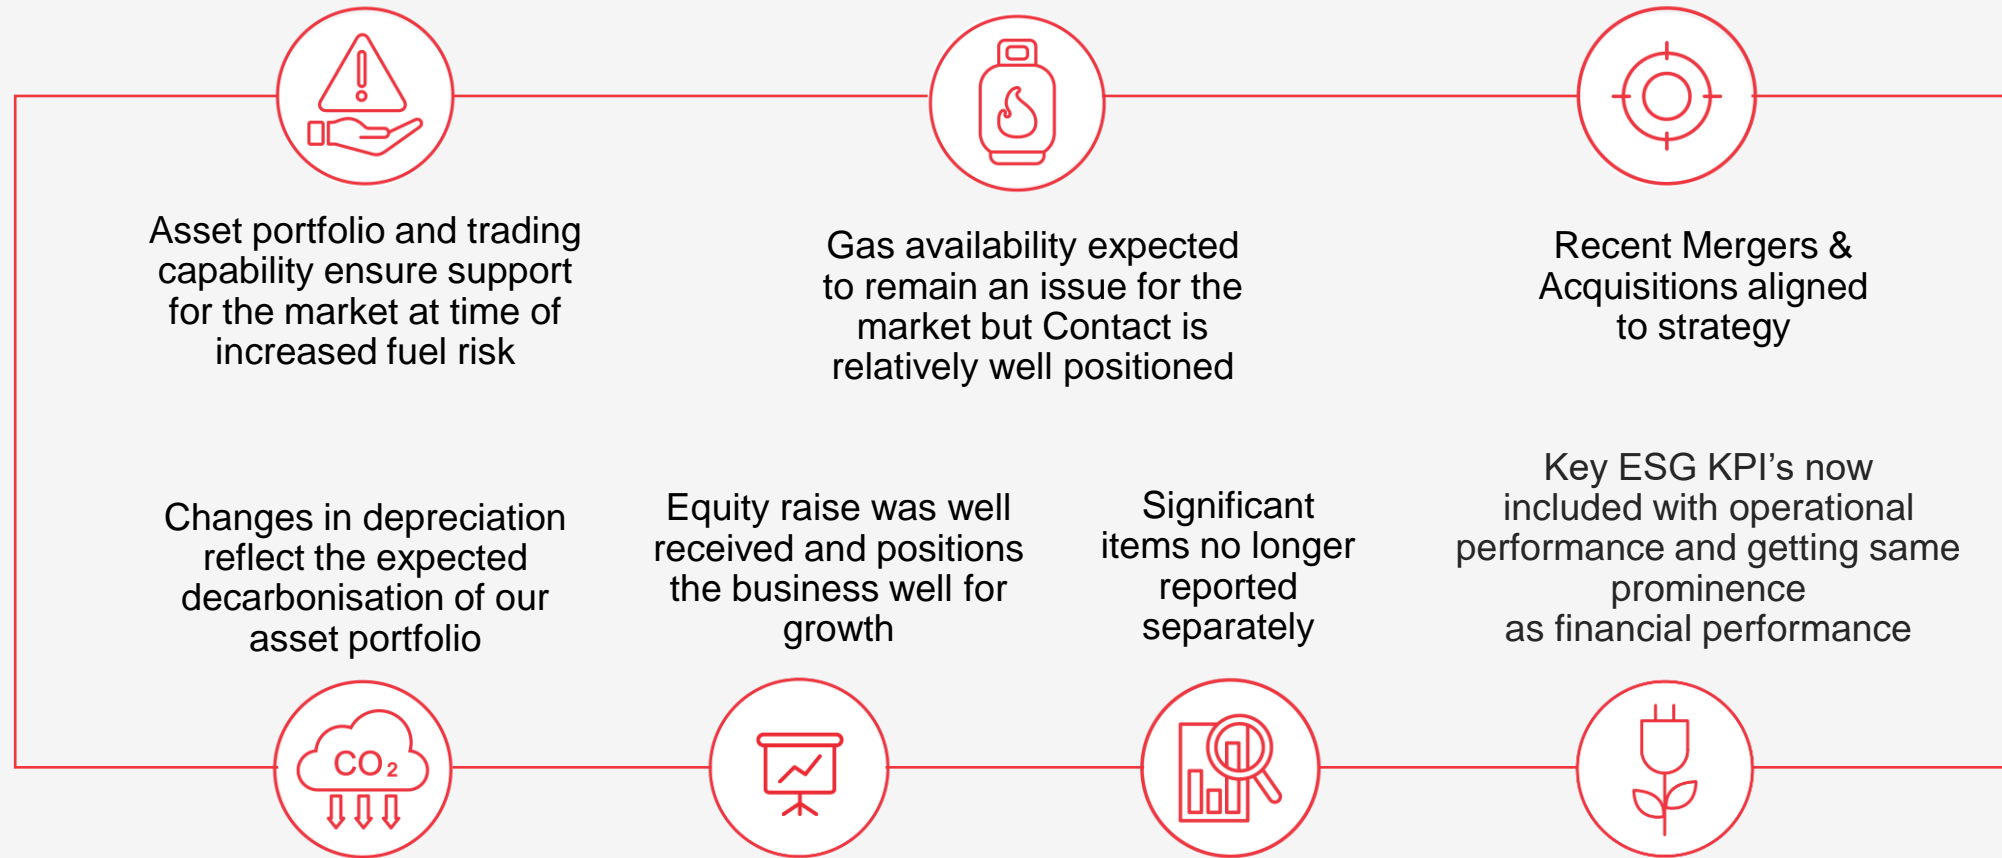 Asset portfolio and trading
capability ensure support
for the market at time of
increased fuel risk
Gas availability expected
to remain an issue for the
market but Contact is
relatively well positioned
Recent Mergers &
Acquisitions aligned
to strategy
Changes in depreciation
reflect the expected
decarbonisation of our
asset portfolio
Equity raise was well
received and positions
the business well for
growth
Significant
items no longer
reported
separately
Key ESG KPI’s now
included with operational
performance and getting same
prominence
as financial performance
CO₂